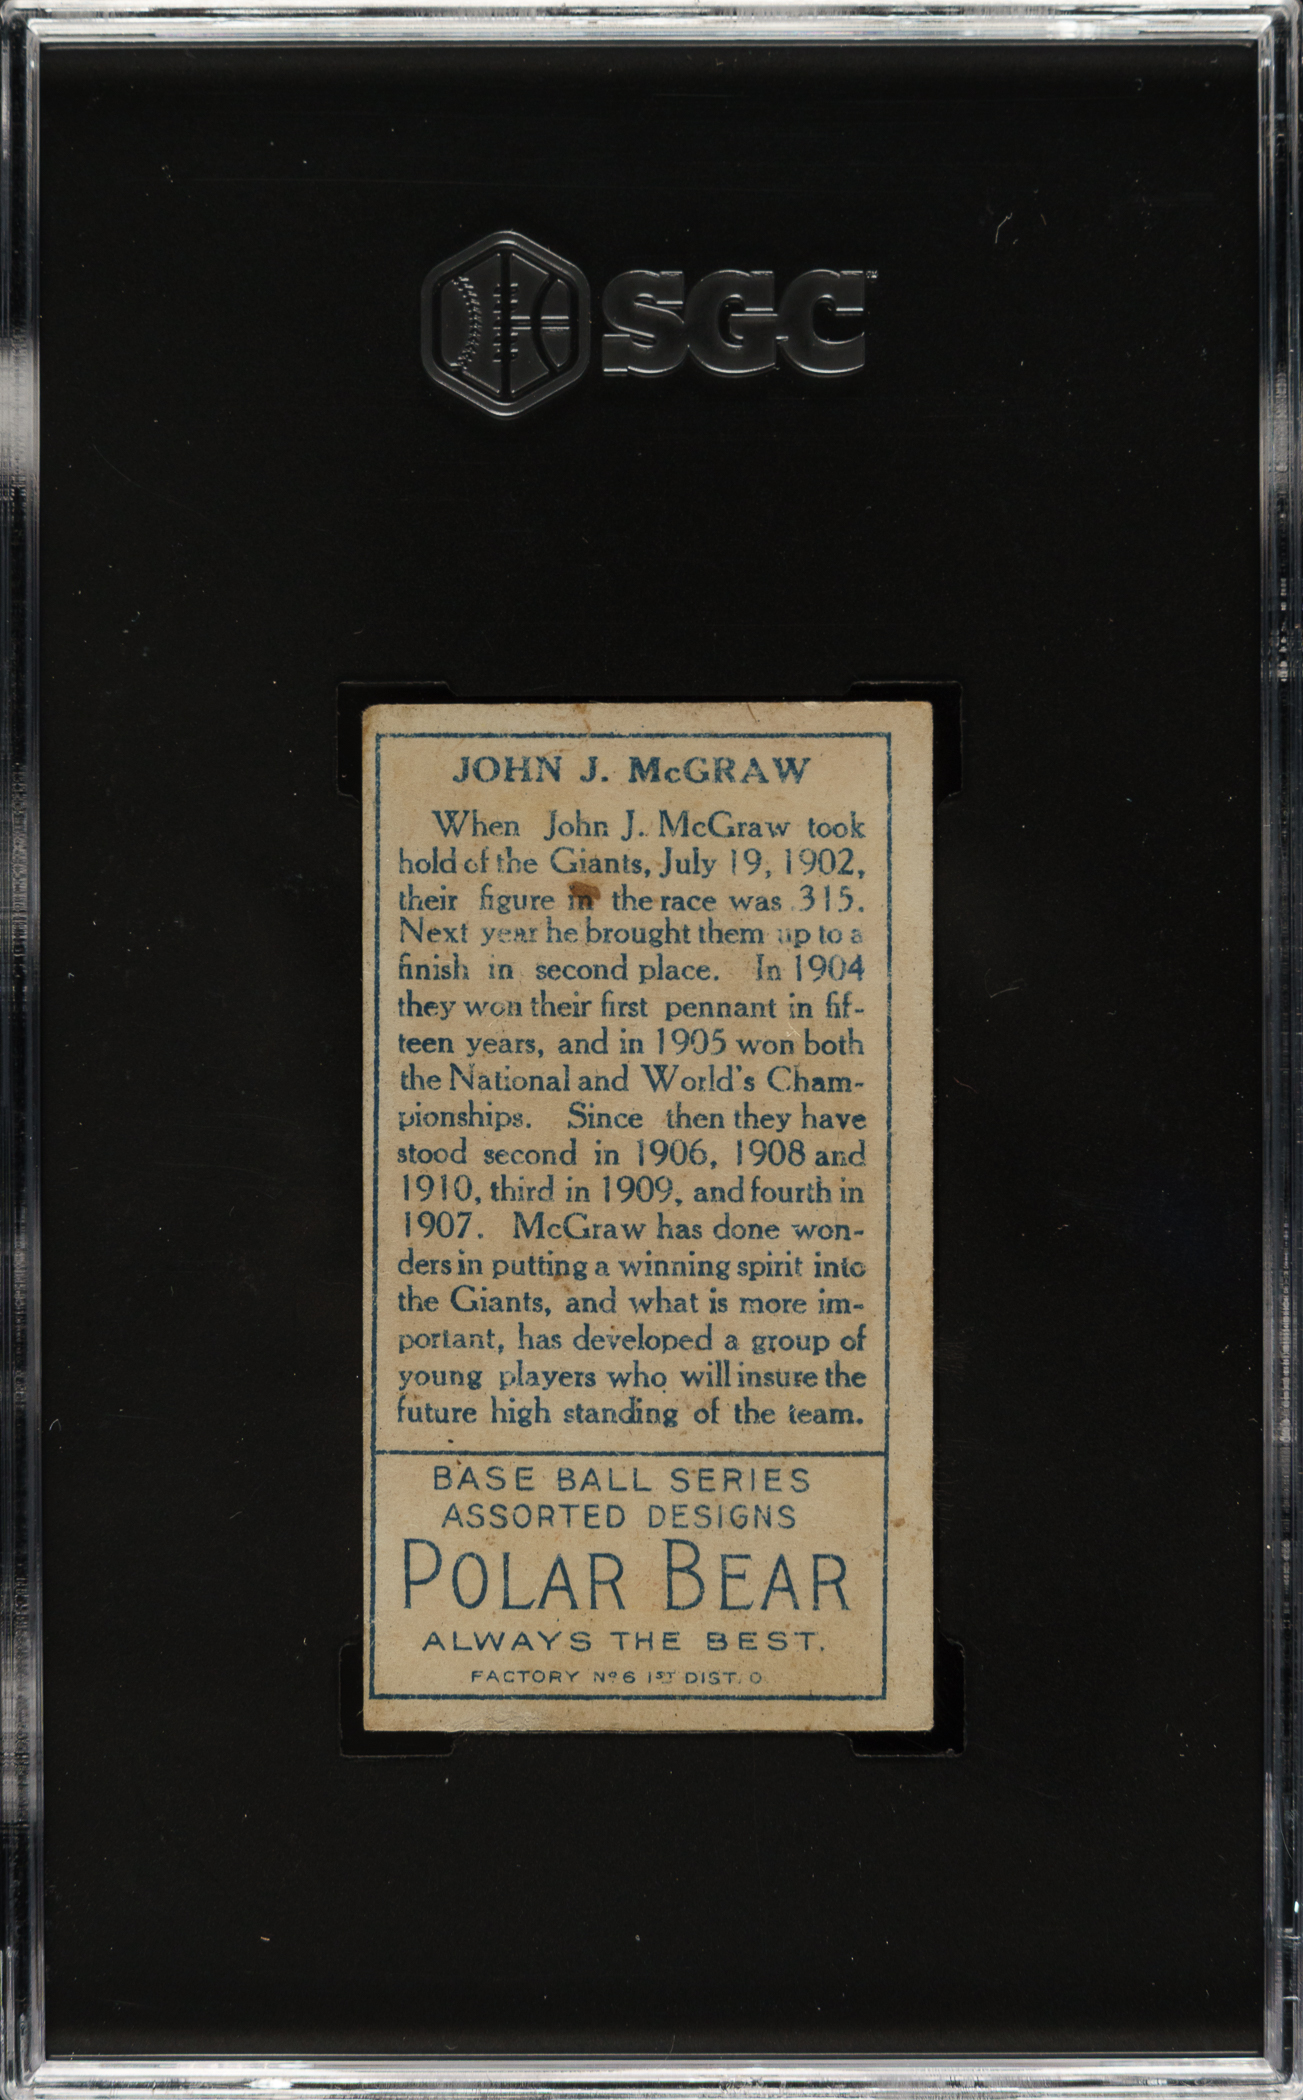 SGC™
JOHN J. McGRAW
When John J. McGraw took
hold of the Giants, July 19, 1902,
their figure in the race was .315.
Next year he brought them up to a
finish in second place. In 1904
they won their first pennant in fif-
teen years, and in 1905 won both
the National and World's Cham-
pionships. Since then they have
stood second in 1906, 1908 and
1910, third in 1909, and fourth in
1907. McGraw has done won-
ders in putting a winning spirit into
the Giants, and what is more im-
portant, has developed a group of
young players who will insure the
future high standing of the team.
BASE BALL SERIES
ASSORTED DESIGNS
POLAR BEAR
ALWAYS THE BEST.
FACTORY Nº 6 1ST DIST. O